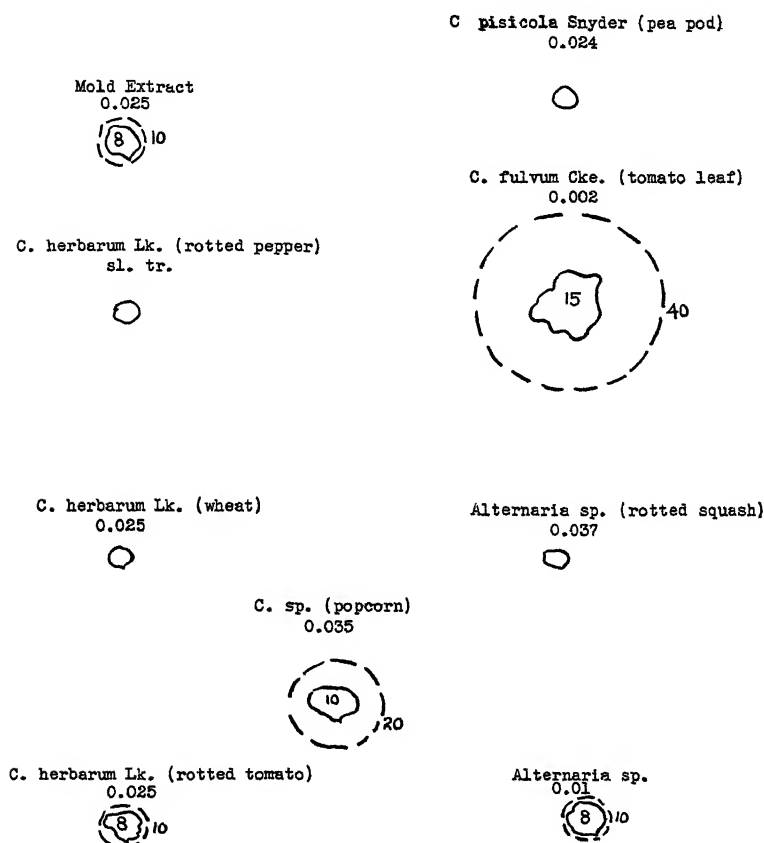 C pisicola Snyder (pea pod)
0.024
Mold Extract
0.025
8 10
C. fulvum Cke. (tomato leaf)
0.002
15
40
C. herbarum Lk. (rotted pepper)
sl. tr.
C. herbarum Lk. (wheat)
0.025
Alternaria sp. (rotted squash)
0.037
C. sp. (popcorn)
0.035
10
20
C. herbarum Lk. (rotted tomato)
0.025
8 10
Alternaria sp.
0.01
8 10